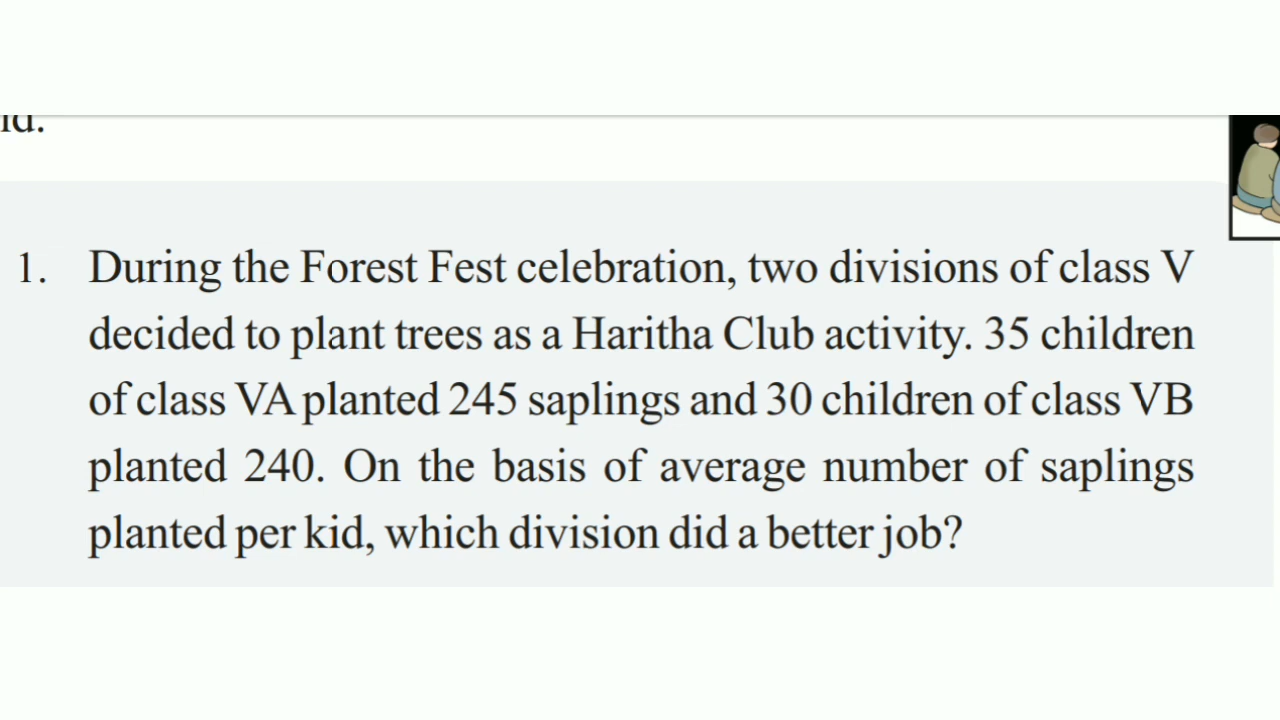 1. During the Forest Fest celebration, two divisions of class V
decided to plant trees as a Haritha Club activity. 35 children
of class VA planted 245 saplings and 30 children of class VB
planted 240. On the basis of average number of saplings
planted per kid, which division did a better job?